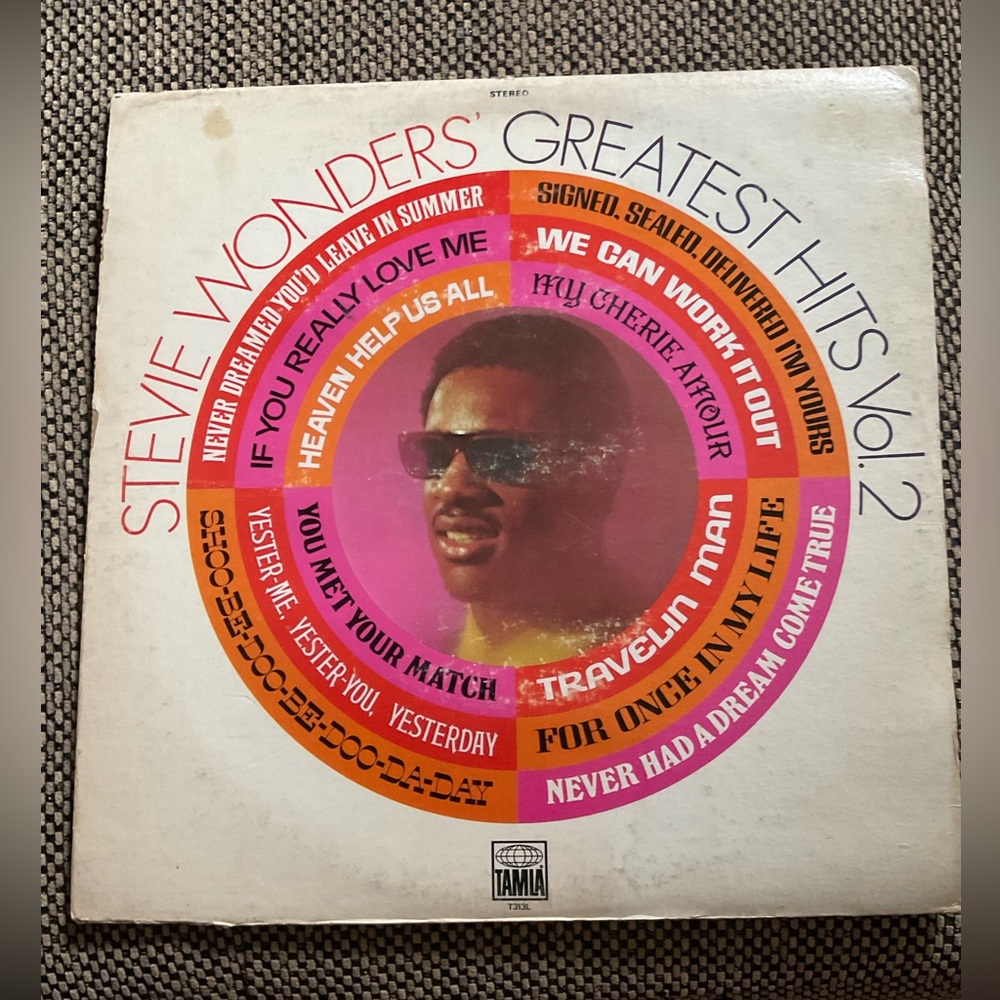 STEREO
STEVIE WONDERS' GREATEST HITS Vol. 2
NEVER DREAMED YOU'D LEAVE IN SUMMER
IF YOU REALLY LOVE ME
HEAVEN HELP US ALL
SIGNED, SEALED, DELIVERED I'M YOURS
WE CAN WORK IT OUT
MY CHERIE AMOUR
SHOO-BE-DOO-BE-DOO-DA-DAY
YESTER-ME, YESTER-YOU, YESTERDAY
YOU MET YOUR MATCH
TRAVELIN MAN
FOR ONCE IN MY LIFE
NEVER HAD A DREAM COME TRUE
TAMLA
T313L